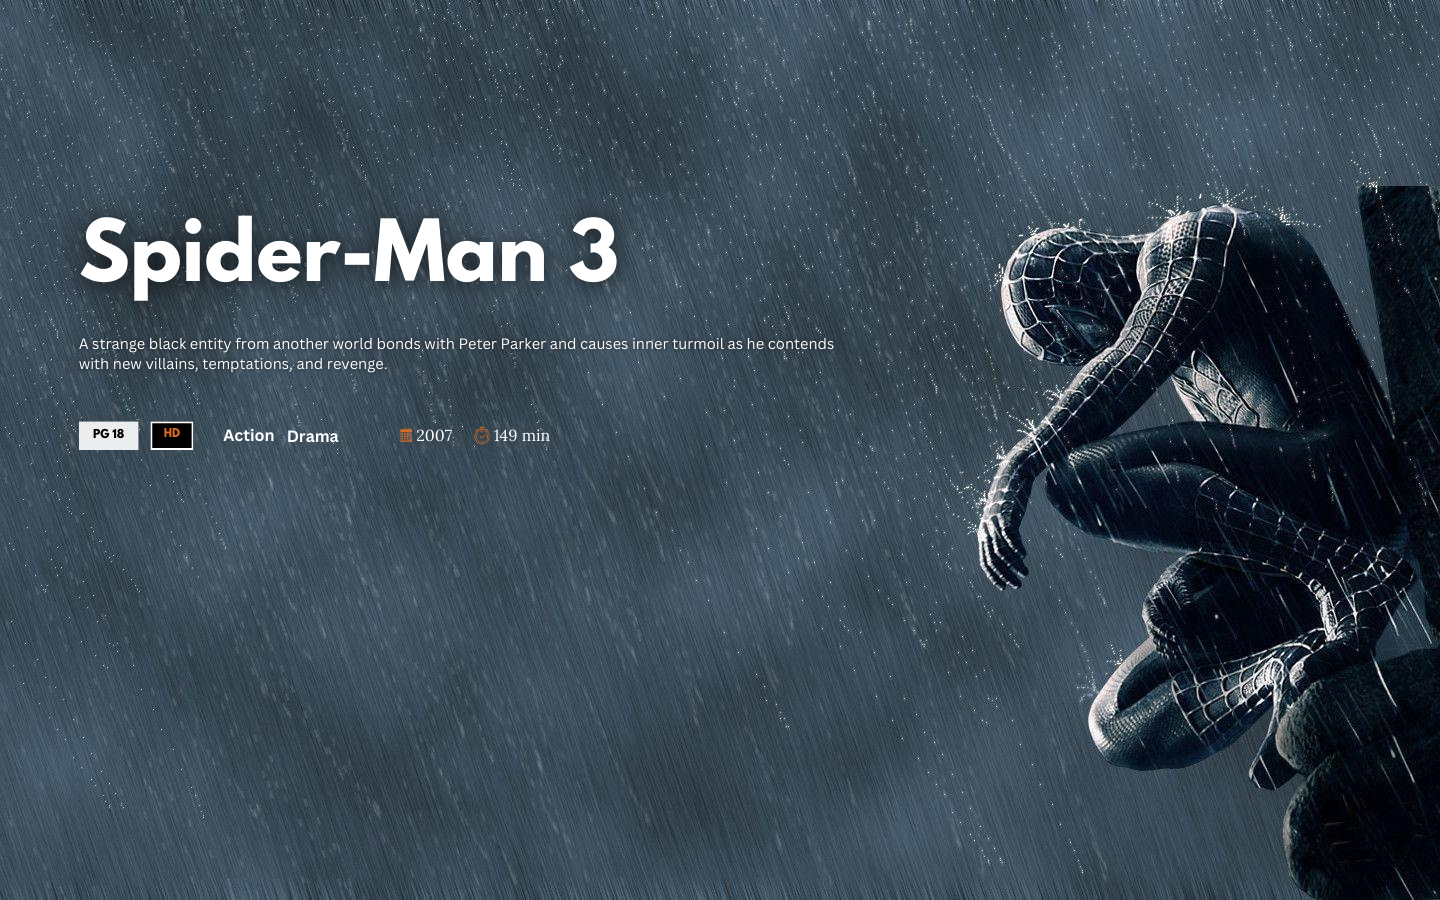 Spider-Man 3
A strange black entity from another world bonds with Peter Parker and causes inner turmoil as he contends
with new villains, temptations, and revenge.
PG 18 HD Action Drama 2007 149 min